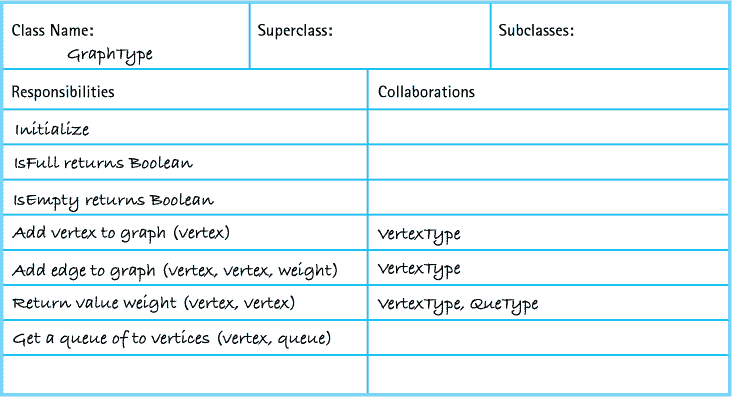 Class Name:
GraphType
Superclass:
Subclasses:
Responsibilities
Collaborations
Initialize
IsFull returns Boolean
IsEmpty returns Boolean
Add vertex to graph (vertex)
VertexType
Add edge to graph (vertex, vertex, weight)
VertexType
Return value weight (vertex, vertex)
VertexType, QueType
Get a queue of to vertices (vertex, queue)